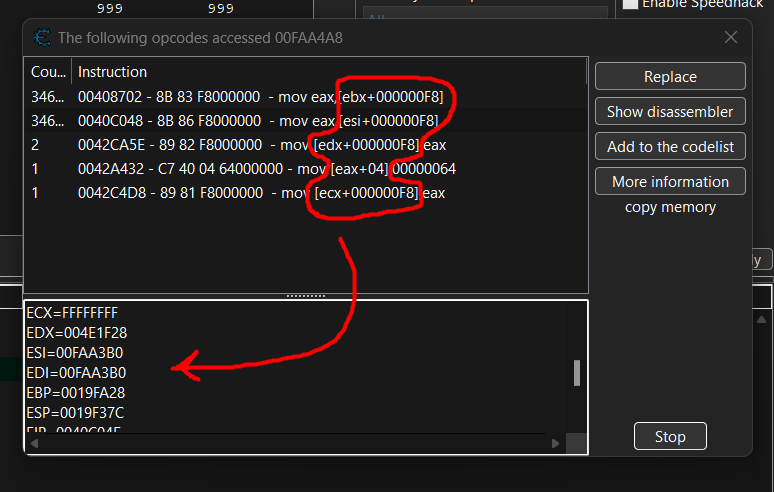 999 999
Enable Speedhack
All
The following opcodes accessed 00FAA4A8
Cou... Instruction
346... 00408702 - 8B 83 F8000000 - mov eax,[ebx+000000F8]
346... 0040C048 - 8B 86 F8000000 - mov eax,[esi+000000F8]
2 0042CA5E - 89 82 F8000000 - mov [edx+000000F8],eax
1 0042A432 - C7 40 04 64000000 - mov [eax+04],00000064
1 0042C4D8 - 89 81 F8000000 - mov [ecx+000000F8],eax
Replace
Show disassembler
Add to the codelist
More information
copy memory
ly
ECX=FFFFFFFF
EDX=004E1F28
ESI=00FAA3B0
EDI=00FAA3B0
EBP=0019FA28
ESP=0019F37C
EIP=0040C04E
Stop